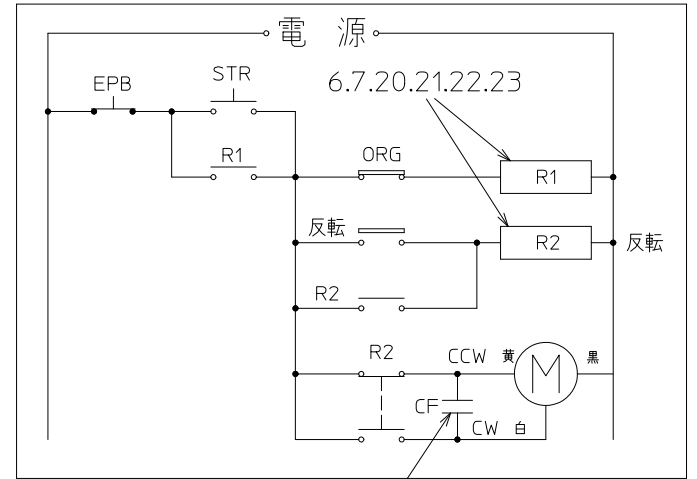 電 源
EPB
STR
6.7.20.21.22.23
R1
ORG
R1
反転
R2
反転
R2
R2
CCW 黄
M
黒
CF
CW 白